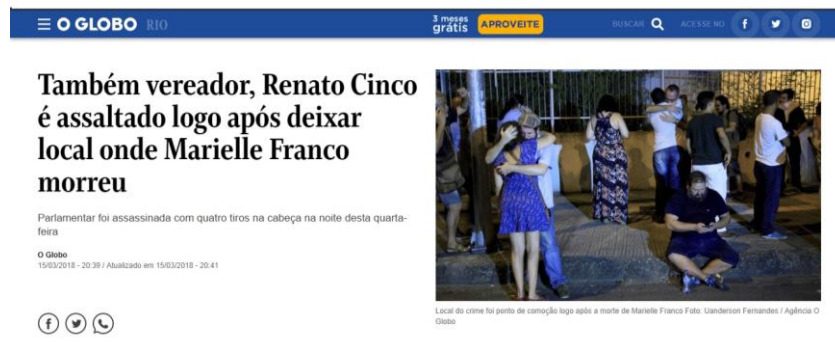 O GLOBO RIO
3 meses
grátis
APROVEITE
BUSCAR
ACESSE NO
Também vereador, Renato Cinco
é assaltado logo após deixar
local onde Marielle Franco
morreu
Parlamentar foi assassinada com quatro tiros na cabeça na noite desta quarta-
feira
O Globo
15/03/2018 - 20:39 / Atualizado em 15/03/2018 - 20:41
Local do crime foi ponto de comoção logo após a morte de Marielle Franco Foto: Uanderson Fernandes / Agência O
Globo